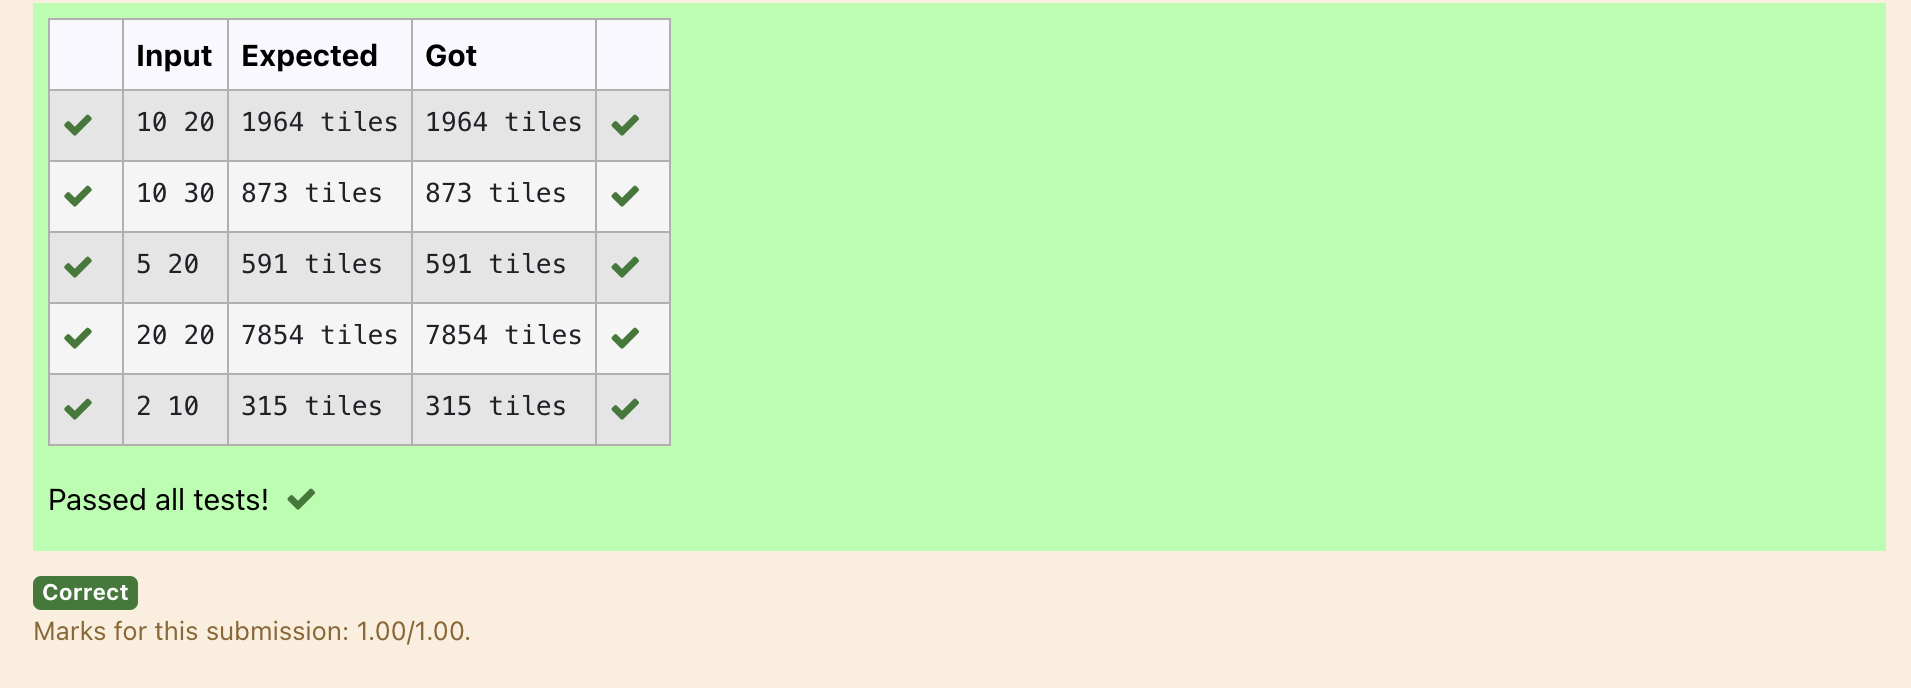 Input Expected Got
10 20 1964 tiles 1964 tiles
10 30 873 tiles 873 tiles
5 20 591 tiles 591 tiles
20 20 7854 tiles 7854 tiles
2 10 315 tiles 315 tiles
Passed all tests!
Correct
Marks for this submission: 1.00/1.00.